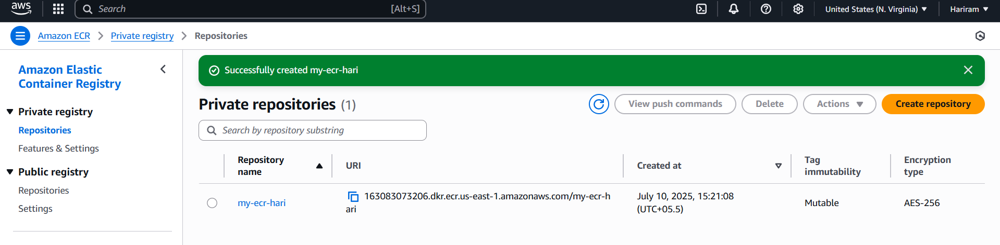 aws
Search [Alt+S] United States (N. Virginia) Hariram
Amazon ECR Private registry Repositories
Amazon Elastic
Container Registry
Private registry
Repositories
Features & Settings
Public registry
Repositories
Settings
Successfully created my-ecr-hari
Private repositories (1) View push commands Delete Actions Create repository
Search by repository substring
Repository
name
URI
Created at
Tag
immutability
Encryption
type
my-ecr-hari
163083073206.dkr.ecr.us-east-1.amazonaws.com/my-ecr-h
ari
July 10, 2025, 15:21:08
(UTC+05.5)
Mutable
AES-256